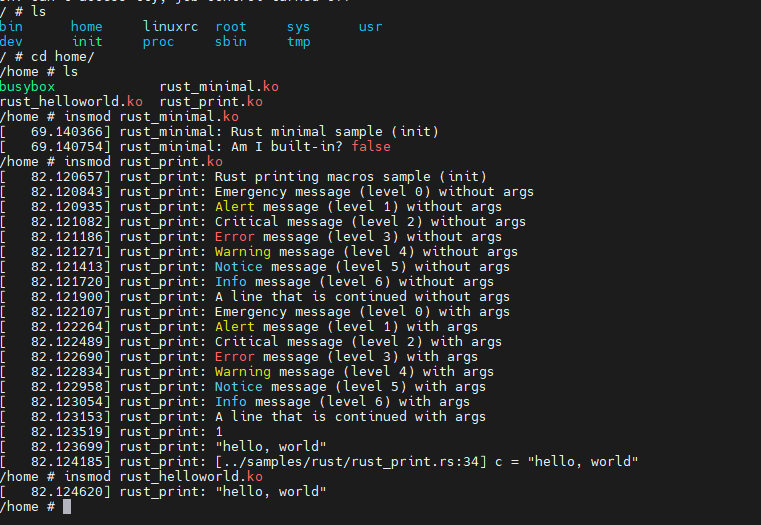 / # ls
bin      home     linuxrc  root     sys      usr
dev      init     proc     sbin     tmp
/ # cd home/
/home # ls
busybox             rust_minimal.ko
rust_helloworld.ko  rust_print.ko
/home # insmod rust_minimal.ko
[   69.140366] rust_minimal: Rust minimal sample (init)
[   69.140754] rust_minimal: Am I built-in? false
/home # insmod rust_print.ko
[   82.120657] rust_print: Rust printing macros sample (init)
[   82.120843] rust_print: Emergency message (level 0) without args
[   82.120935] rust_print: Alert message (level 1) without args
[   82.121082] rust_print: Critical message (level 2) without args
[   82.121186] rust_print: Error message (level 3) without args
[   82.121271] rust_print: Warning message (level 4) without args
[   82.121413] rust_print: Notice message (level 5) without args
[   82.121720] rust_print: Info message (level 6) without args
[   82.121900] rust_print: A line that is continued without args
[   82.122107] rust_print: Emergency message (level 0) with args
[   82.122264] rust_print: Alert message (level 1) with args
[   82.122489] rust_print: Critical message (level 2) with args
[   82.122690] rust_print: Error message (level 3) with args
[   82.122834] rust_print: Warning message (level 4) with args
[   82.122958] rust_print: Notice message (level 5) with args
[   82.123054] rust_print: Info message (level 6) with args
[   82.123153] rust_print: A line that is continued with args
[   82.123519] rust_print: 1
[   82.123699] rust_print: "hello, world"
[   82.124185] rust_print: [../samples/rust/rust_print.rs:34] c = "hello, world"
/home # insmod rust_helloworld.ko
[   82.124620] rust_print: "hello, world"
/home #